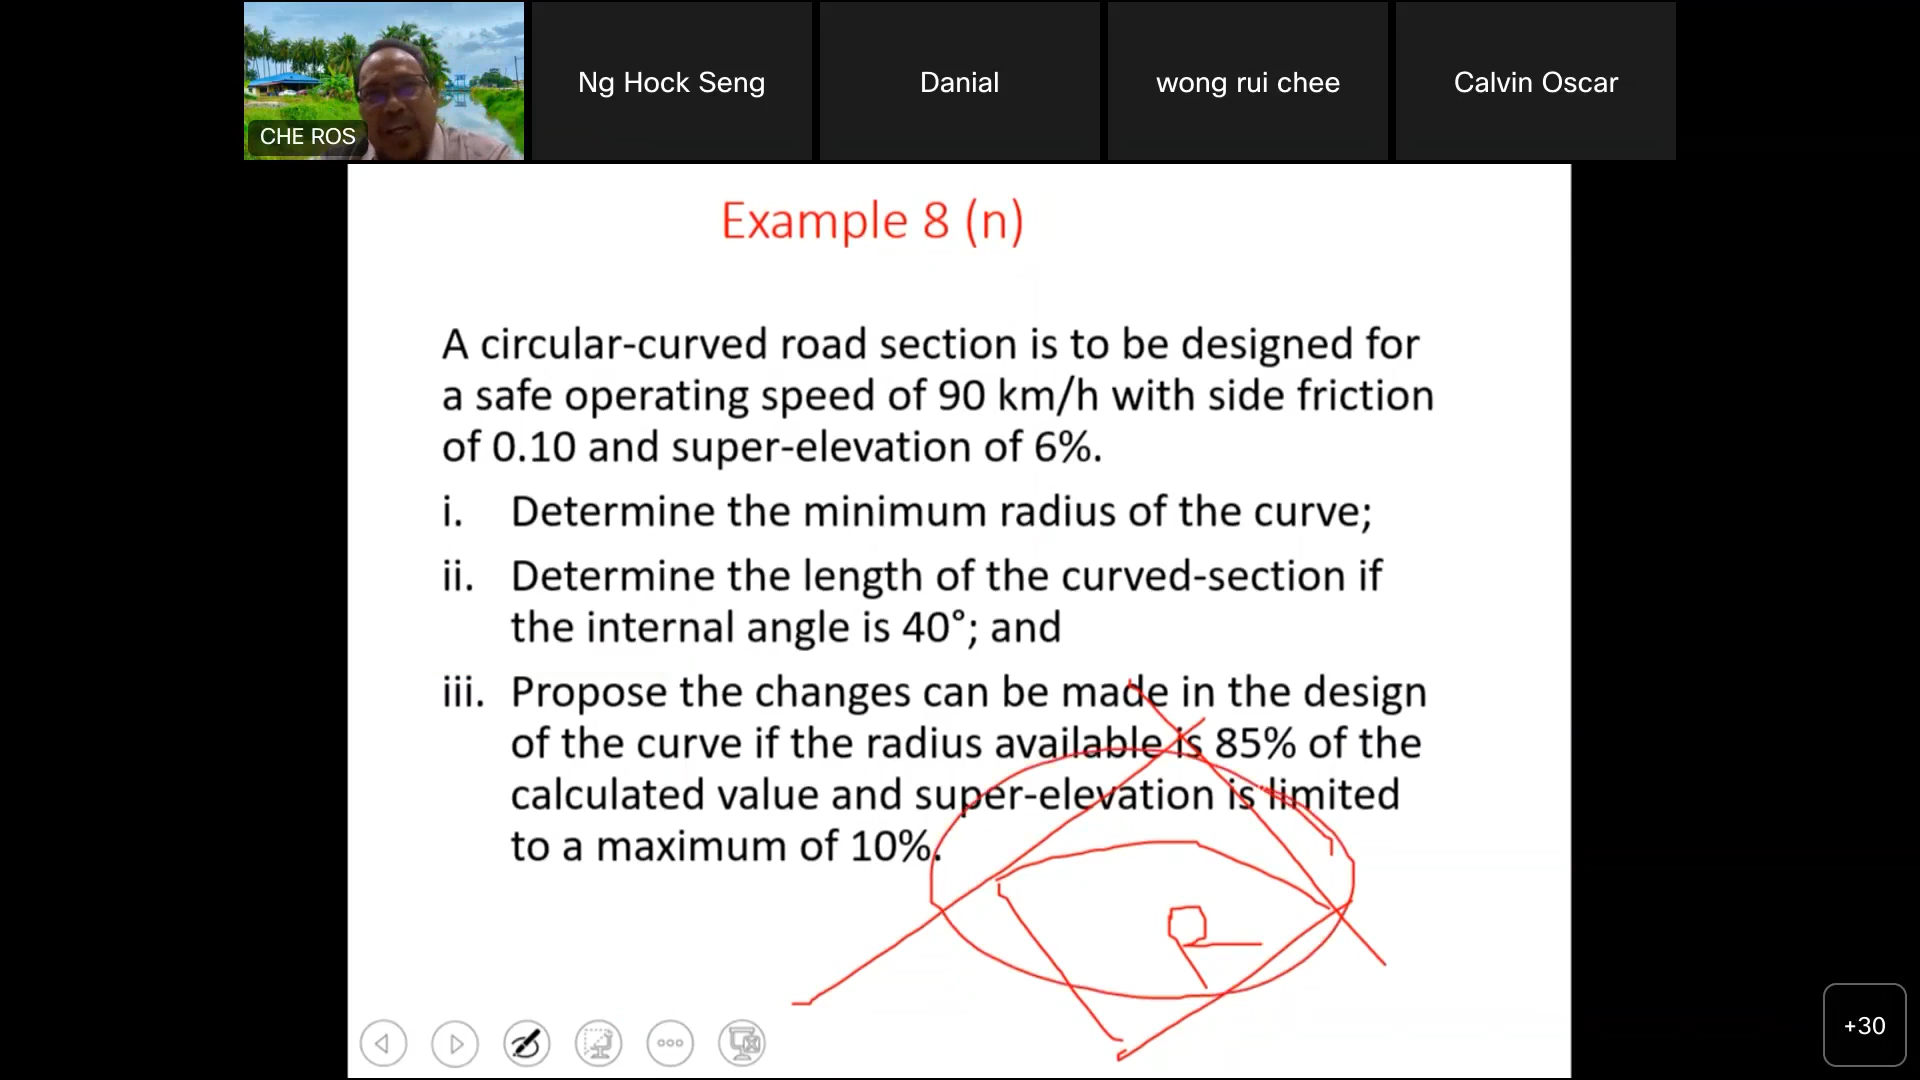 CHE ROS
Ng Hock Seng
Danial
wong rui chee
Calvin Oscar
Example 8 (n)
A circular-curved road section is to be designed for
a safe operating speed of 90 km/h with side friction
of 0.10 and super-elevation of 6%.
i. Determine the minimum radius of the curve;
ii. Determine the length of the curved-section if
the internal angle is 40°; and
iii. Propose the changes can be made in the design
of the curve if the radius available is 85% of the
calculated value and super-elevation is limited
to a maximum of 10%.
+30